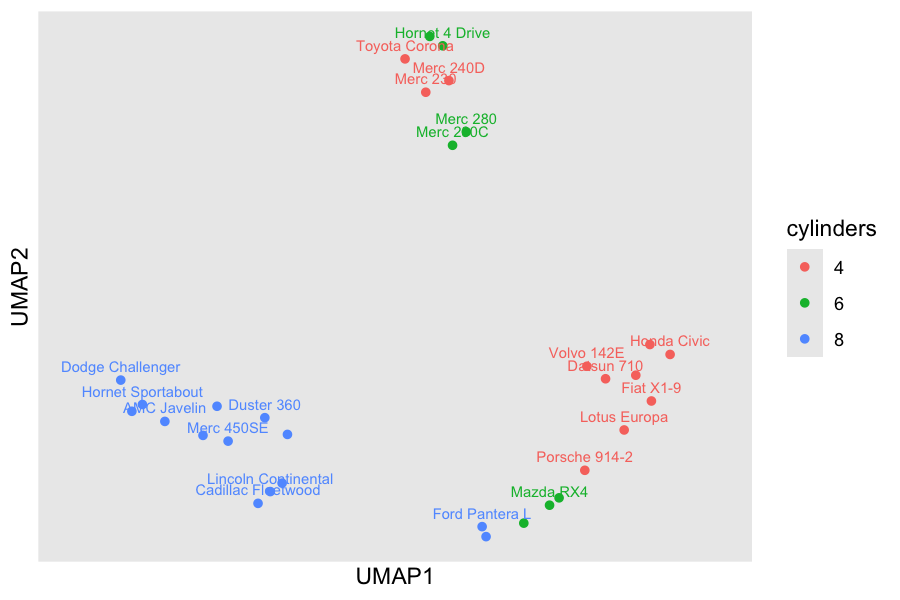 Hornet 4 Drive
Toyota Corona
Merc 240D
Merc 230
Merc 280
Merc 280C
UMAP2
cylinders
4
6
8
Honda Civic
Volvo 142E
Datsun 710
Dodge Challenger
Fiat X1-9
Hornet Sportabout
Duster 360
AMC Javelin
Lotus Europa
Merc 450SE
Porsche 914-2
Lincoln Continental
Cadillac Fleetwood
Mazda RX4
Ford Pantera L
UMAP1